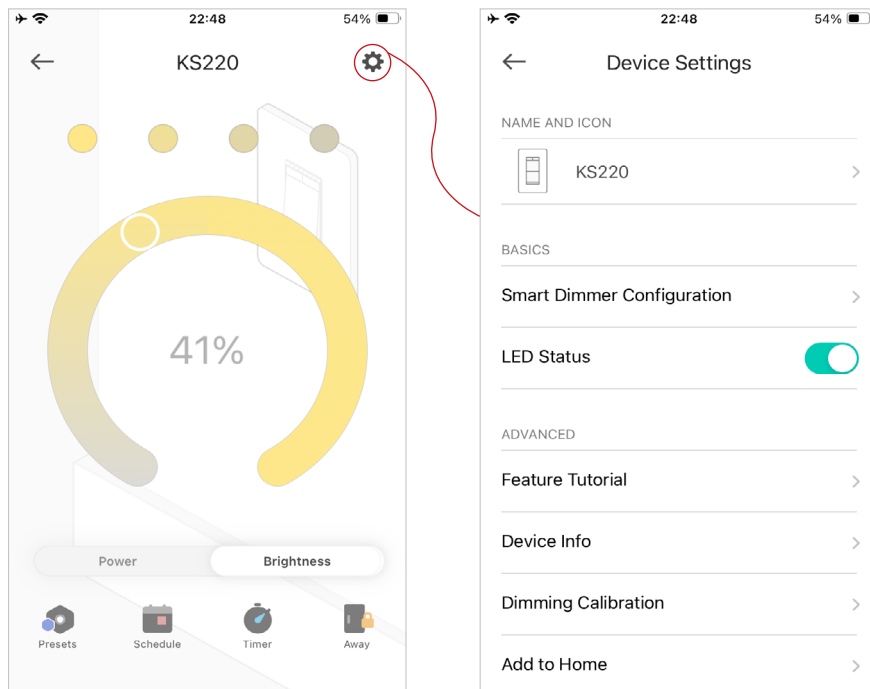 22:48
54%
KS220
41%
Power
Brightness
Presets
Schedule
Timer
Away
22:48
54%
Device Settings
NAME AND ICON
KS220
BASICS
Smart Dimmer Configuration
LED Status
ADVANCED
Feature Tutorial
Device Info
Dimming Calibration
Add to Home